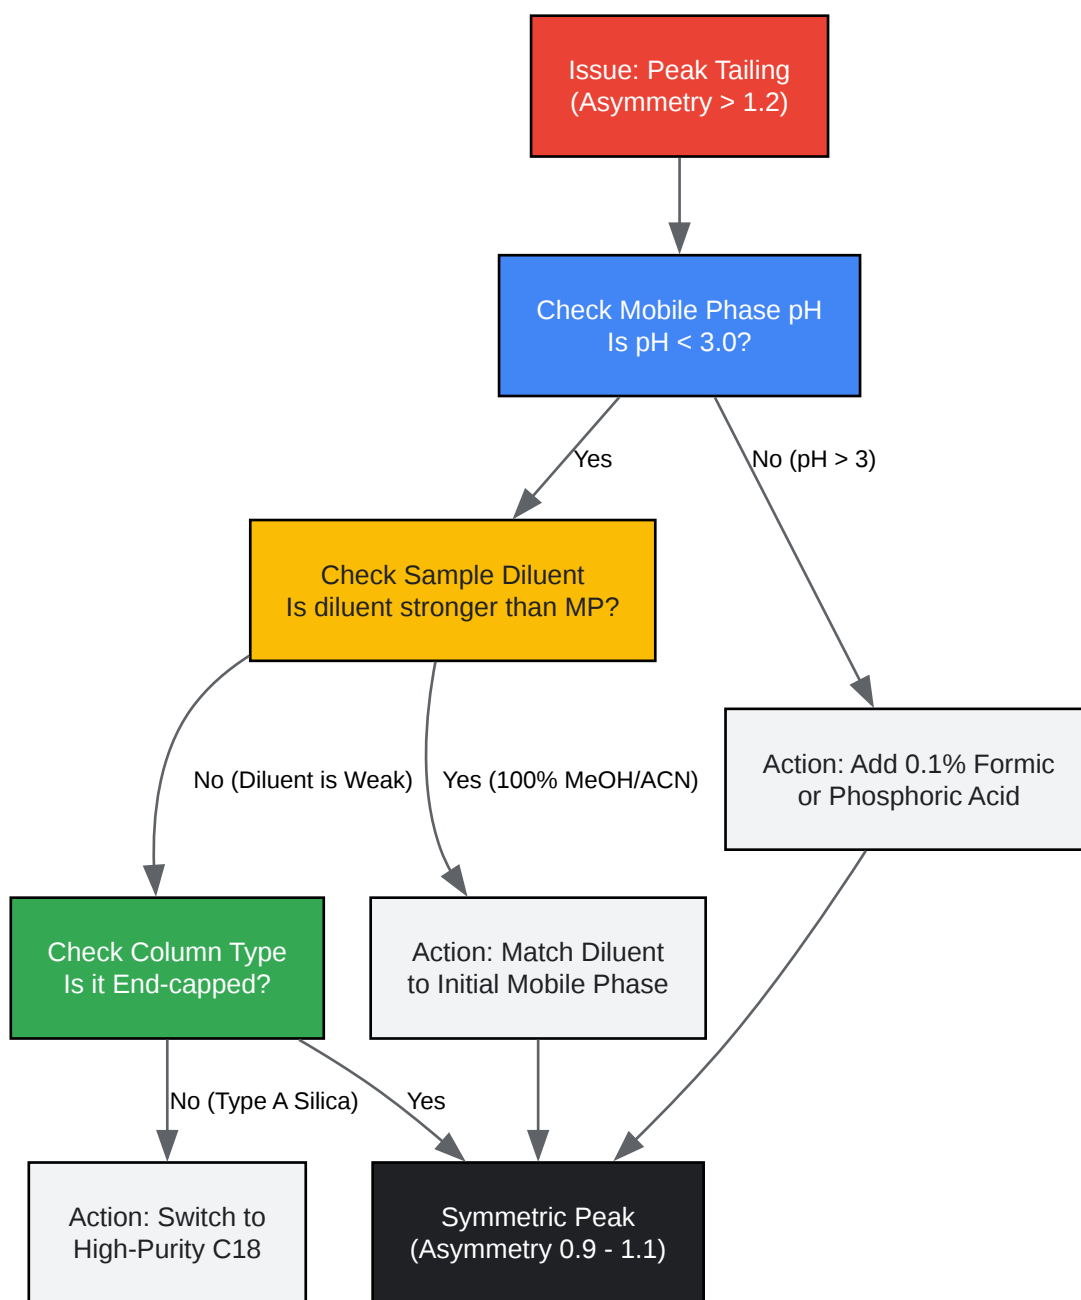 Issue: Peak Tailing
(Asymmetry > 1.2)
Check Mobile Phase pH
Is pH < 3.0?
Yes
No (pH > 3)
Check Sample Diluent
Is diluent stronger than MP?
No (Diluent is Weak)
Yes (100% MeOH/ACN)
Action: Add 0.1% Formic
or Phosphoric Acid
Check Column Type
Is it End-capped?
Action: Match Diluent
to Initial Mobile Phase
No (Type A Silica)
Yes
Action: Switch to
High-Purity C18
Symmetric Peak
(Asymmetry 0.9 - 1.1)